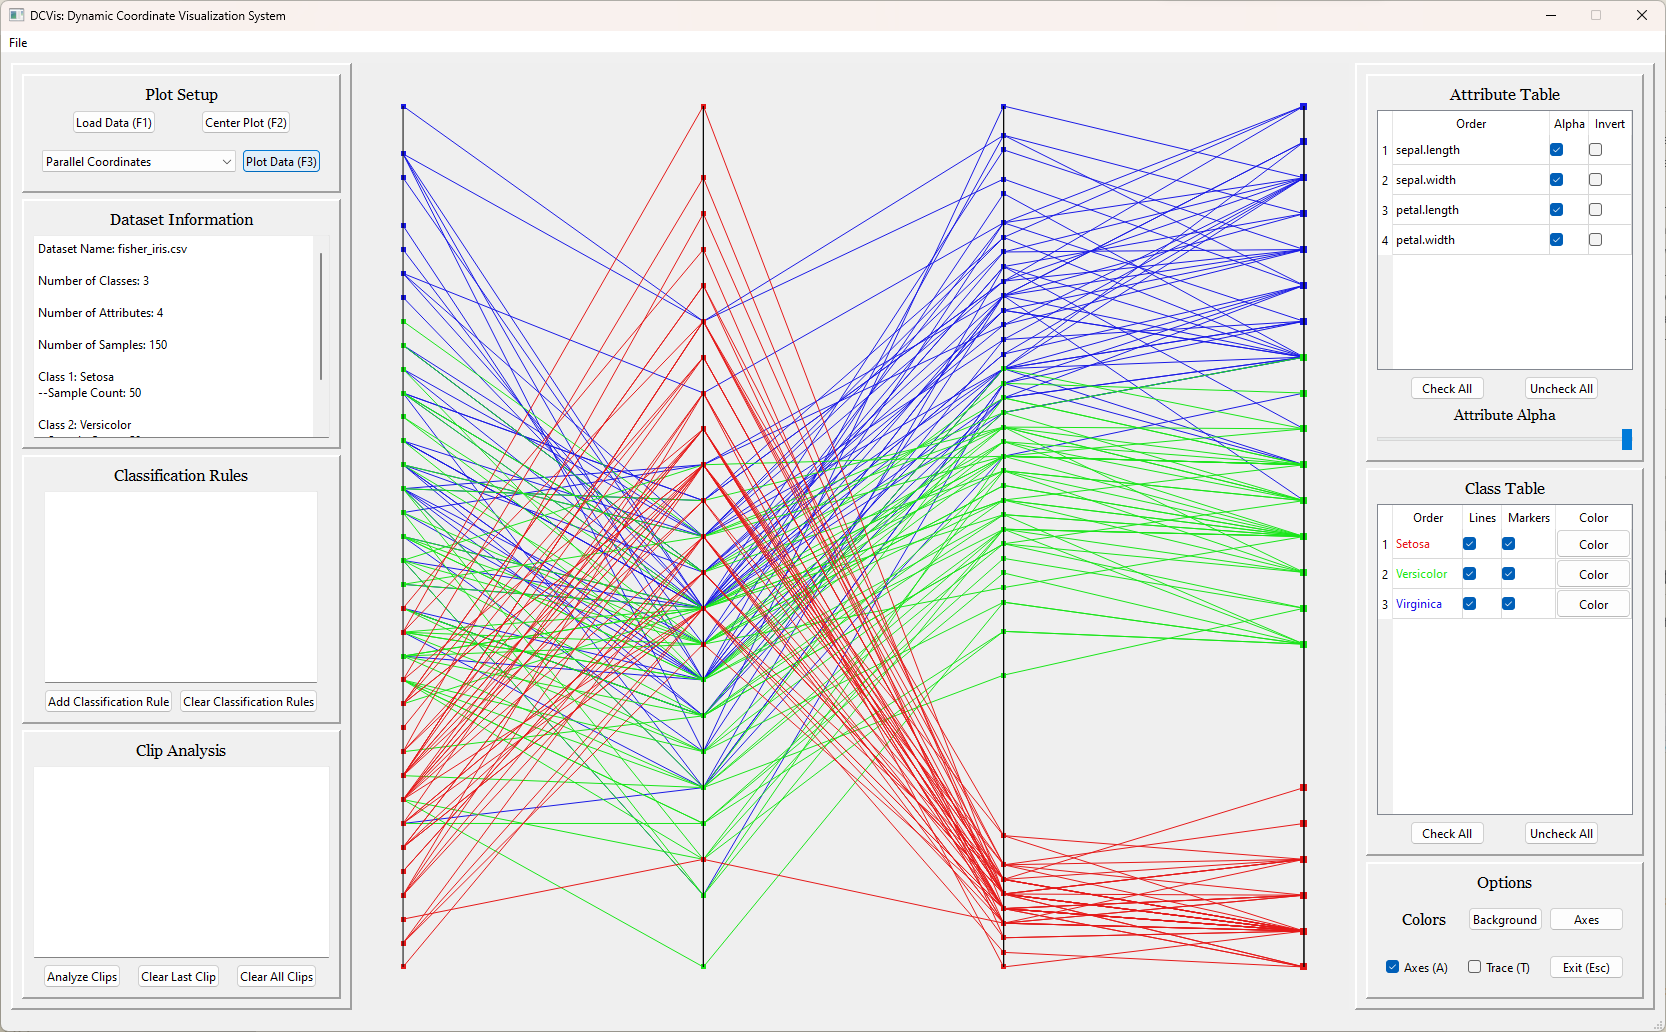 DCVis: Dynamic Coordinate Visualization System
File
Plot Setup
Load Data (F1)
Center Plot (F2)
Parallel Coordinates
Plot Data (F3)
Dataset Information
Dataset Name: fisher_iris.csv
Number of Classes: 3
Number of Attributes: 4
Number of Samples: 150
Class 1: Setosa
--Sample Count: 50
Class 2: Versicolor
Classification Rules
Add Classification Rule
Clear Classification Rules
Clip Analysis
Analyze Clips
Clear Last Clip
Clear All Clips
Attribute Table
Order Alpha Invert
1 sepal.length
2 sepal.width
3 petal.length
4 petal.width
Check All
Uncheck All
Attribute Alpha
Class Table
Order Lines Markers Color
1 Setosa Color
2 Versicolor Color
3 Virginica Color
Check All
Uncheck All
Options
Colors Background Axes
Axes (A) Trace (T) Exit (Esc)